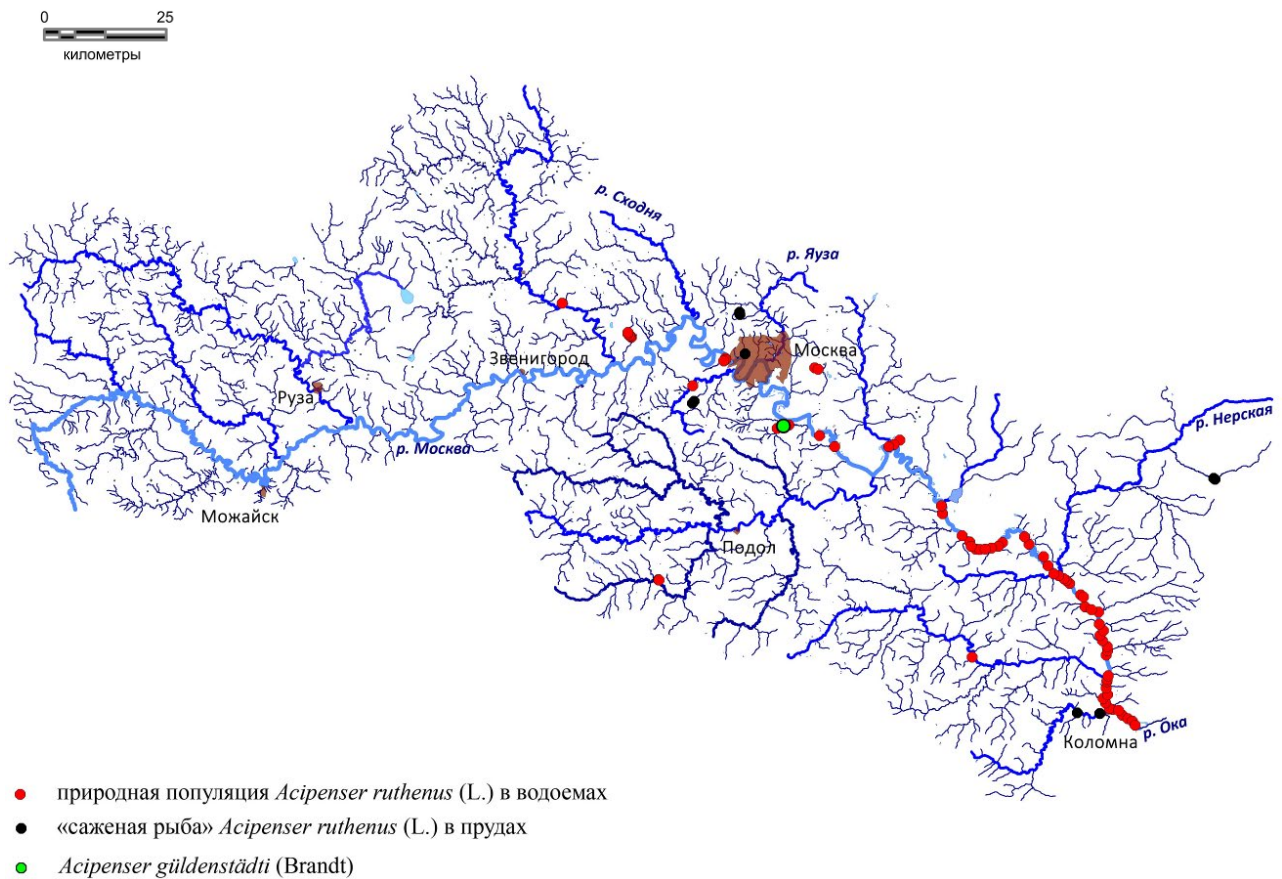 0 25
километры
р. Сходня
р. Яуза
Москва
Звенигород
Руза
р. Нерская
р. Москва
Можайск
Подол
р. Ока
Коломна
природная популяция Acipenser ruthenus (L.) в водоемах
«саженая рыба» Acipenser ruthenus (L.) в прудах
Acipenser güldenstädti (Brandt)